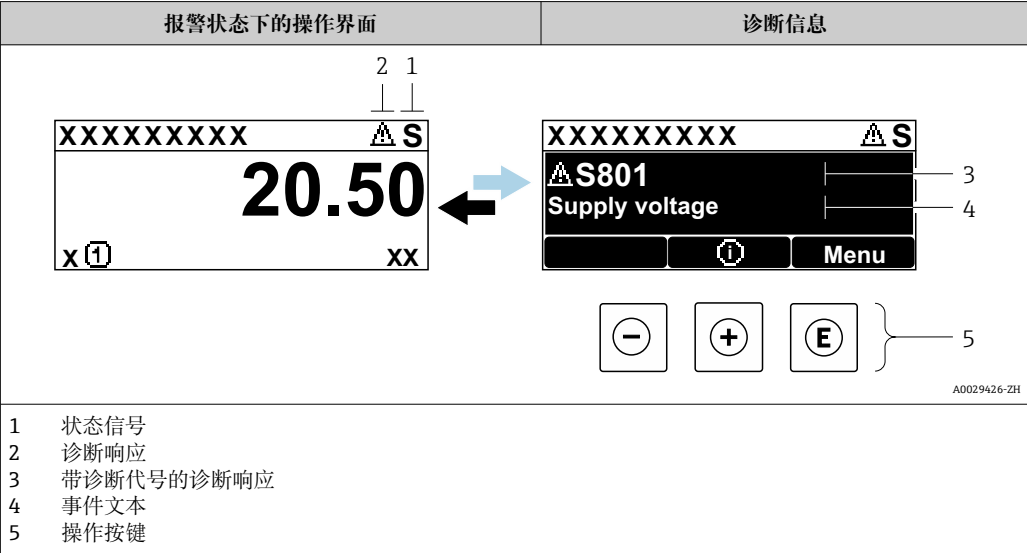 报警状态下的操作界面
诊断信息
2 1
XXXXXXXXX ⚠ S
20.50
x ① xx
XXXXXXXXX ⚠ S
⚠S801
Supply voltage
ⓘ Menu
3
4
− + E
5
A0029426-ZH
1 状态信号
2 诊断响应
3 带诊断代号的诊断响应
4 事件文本
5 操作按键